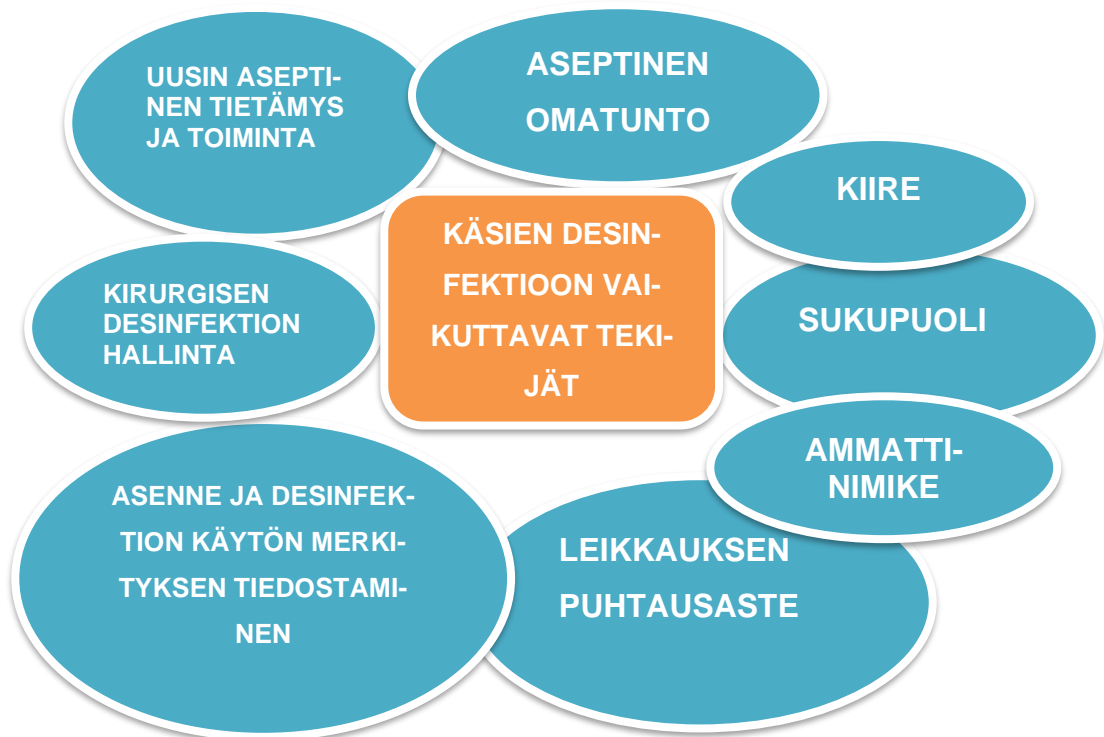 UUSIN ASEPTI-
NEN TIETÄMYS
JA TOIMINTA
ASEPTINEN
OMATUNTO
KIIRE
KÄSIEN DESIN-
FEKTIOON VAI-
KUTTAVAT TEKI-
JÄT
KIRURGISEN
DESINFEKTION
HALLINTA
SUKUPUOLI
AMMATTI-
NIMIKE
ASENNE JA DESINFEK-
TION KÄYTÖN MERKI-
TYKSEN TIEDOSTAMI-
NEN
LEIKKAUKSEN
PUHTAUSASTE